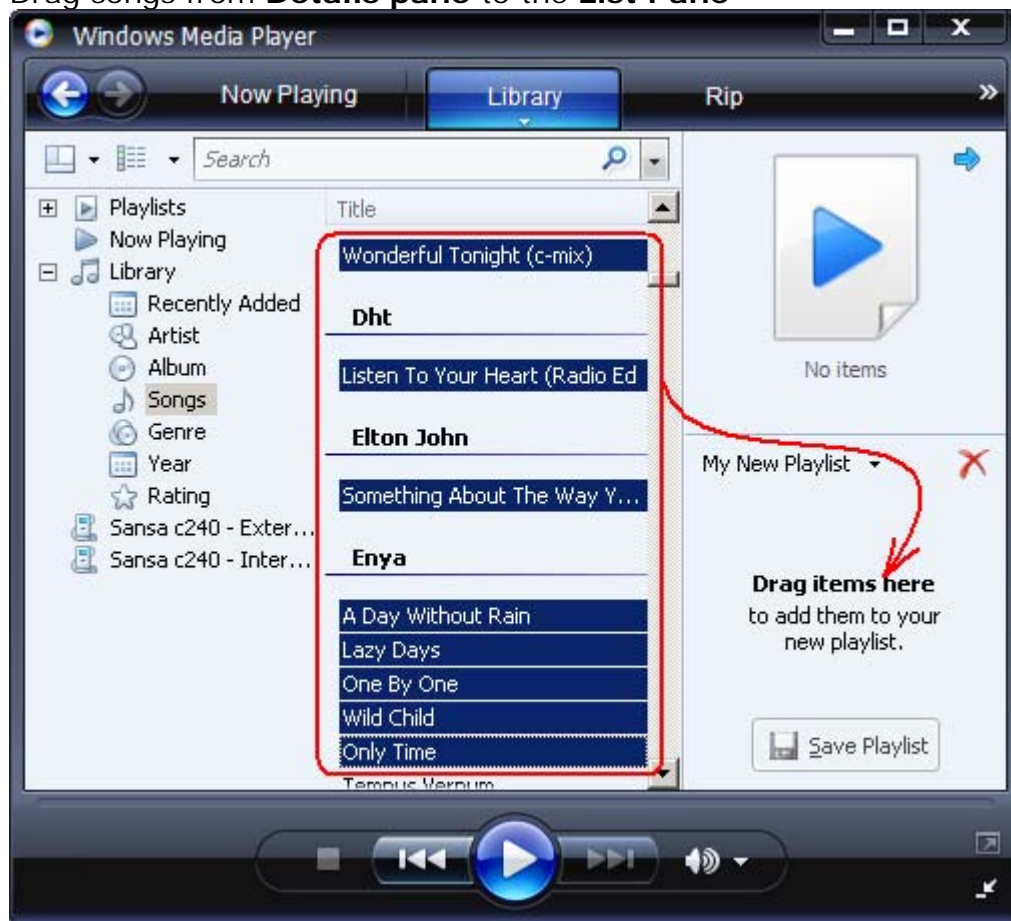 Drag songs from Details pane to the List Pane
Windows Media Player
Now Playing
Library
Rip
»
Search
Playlists
Now Playing
Library
Recently Added
Artist
Album
Songs
Genre
Year
Rating
Sansa c240 - Exter...
Sansa c240 - Inter...
Title
Wonderful Tonight (c-mix)
Dht
Listen To Your Heart (Radio Ed
Elton John
Something About The Way Y...
Enya
A Day Without Rain
Lazy Days
One By One
Wild Child
Only Time
Tempus Vernum
No items
My New Playlist
Drag items here
to add them to your
new playlist.
Save Playlist